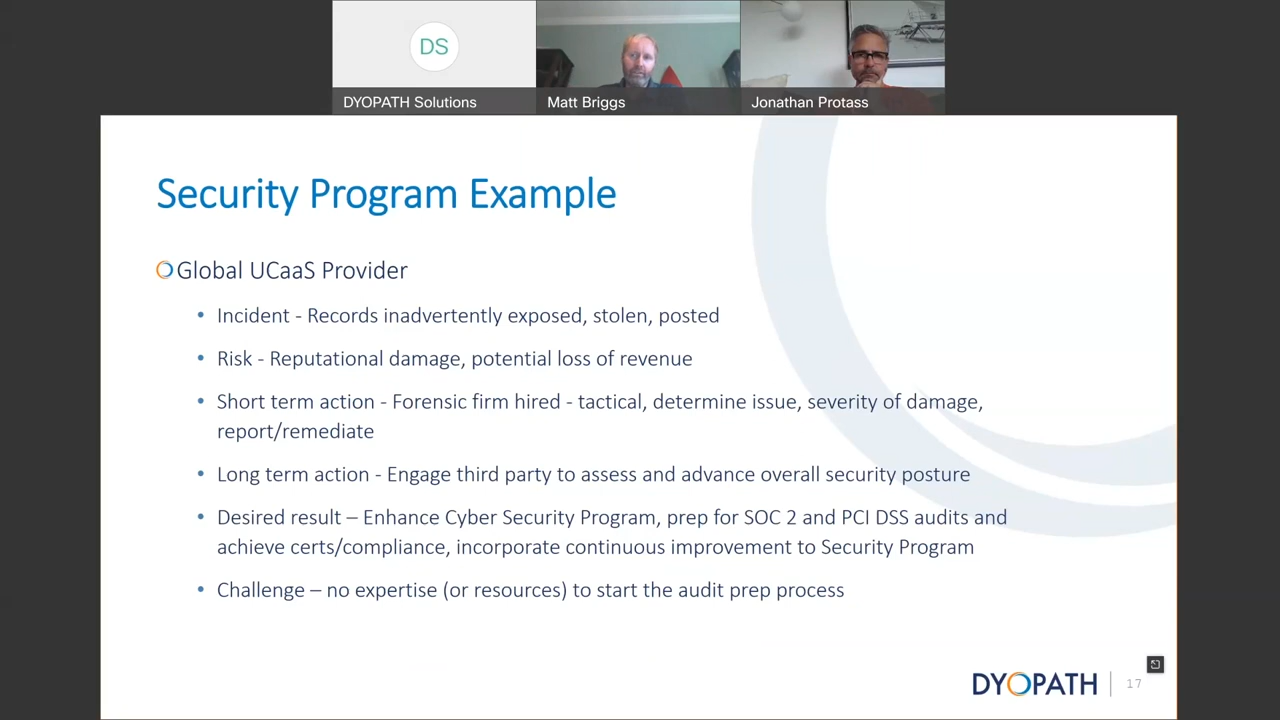 DS
DYOPATH Solutions
Matt Briggs
Jonathan Protass
Security Program Example
Global UCaaS Provider
• Incident - Records inadvertently exposed, stolen, posted
• Risk - Reputational damage, potential loss of revenue
• Short term action - Forensic firm hired - tactical, determine issue, severity of damage,
report/remediate
• Long term action - Engage third party to assess and advance overall security posture
• Desired result – Enhance Cyber Security Program, prep for SOC 2 and PCI DSS audits and
achieve certs/compliance, incorporate continuous improvement to Security Program
• Challenge – no expertise (or resources) to start the audit prep process
DYOPATH
17